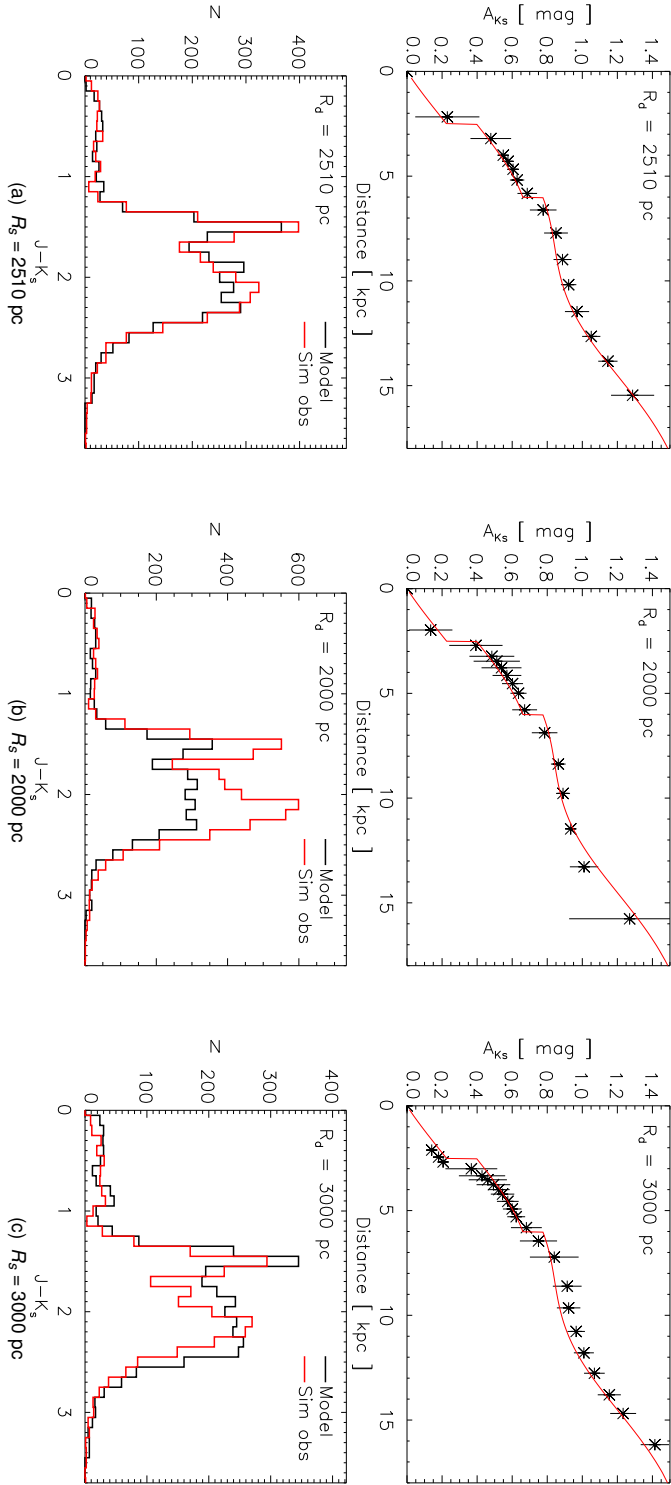 A_Ks [ mag ]
0.0 0.2 0.4 0.6 0.8 1.0 1.2 1.4
R_d = 2510 pc
0 5 10 15
Distance [ kpc ]
N
0 100 200 300 400
R_d = 2510 pc
Model
Sim obs
0 1 2 3
J-K_s
(a) R_s = 2510 pc
A_Ks [ mag ]
0.0 0.2 0.4 0.6 0.8 1.0 1.2 1.4
R_d = 2000 pc
0 5 10 15
Distance [ kpc ]
N
0 200 400 600
R_d = 2000 pc
Model
Sim obs
0 1 2 3
J-K_s
(b) R_s = 2000 pc
A_Ks [ mag ]
0.0 0.2 0.4 0.6 0.8 1.0 1.2 1.4
R_d = 3000 pc
0 5 10 15
Distance [ kpc ]
N
0 100 200 300 400
R_d = 3000 pc
Model
Sim obs
0 1 2 3
J-K_s
(c) R_s = 3000 pc